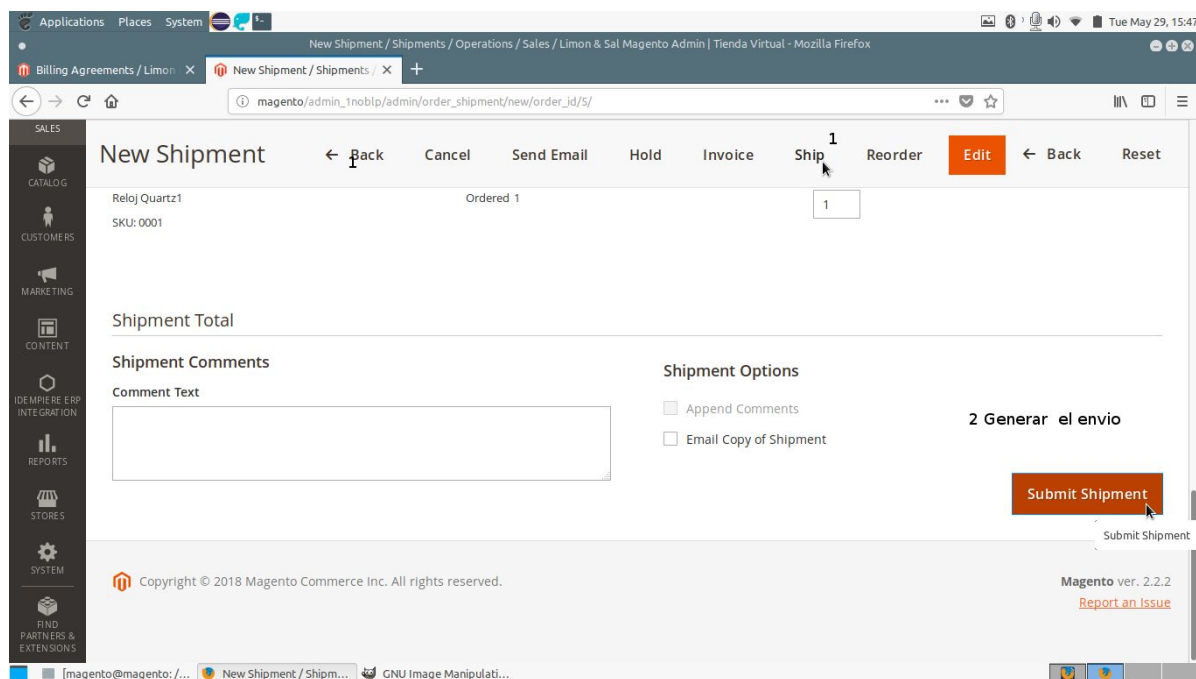 Applications Places System
Tue May 29, 15:47
New Shipment / Shipments / Operations / Sales / Limon & Sal Magento Admin | Tienda Virtual - Mozilla Firefox
Billing Agreements / Limon
New Shipment / Shipments /
magento/admin_1noblp/admin/order_shipment/new/order_id/5/
SALES
CATALOG
CUSTOMERS
MARKETING
CONTENT
IDEMPIERE ERP
INTEGRATION
REPORTS
STORES
SYSTEM
FIND
PARTNERS &
EXTENSIONS
1
New Shipment ← Back Cancel Send Email Hold Invoice Ship Reorder Edit ← Back Reset
Reloj Quartz1 Ordered 1 1
SKU: 0001
Shipment Total
Shipment Comments
Comment Text
Shipment Options
Append Comments
Email Copy of Shipment
2 Generar el envio
Submit Shipment
Submit Shipment
Copyright © 2018 Magento Commerce Inc. All rights reserved.
Magento ver. 2.2.2
Report an Issue
[magento@magento: /... New Shipment / Shipm... GNU Image Manipulati...